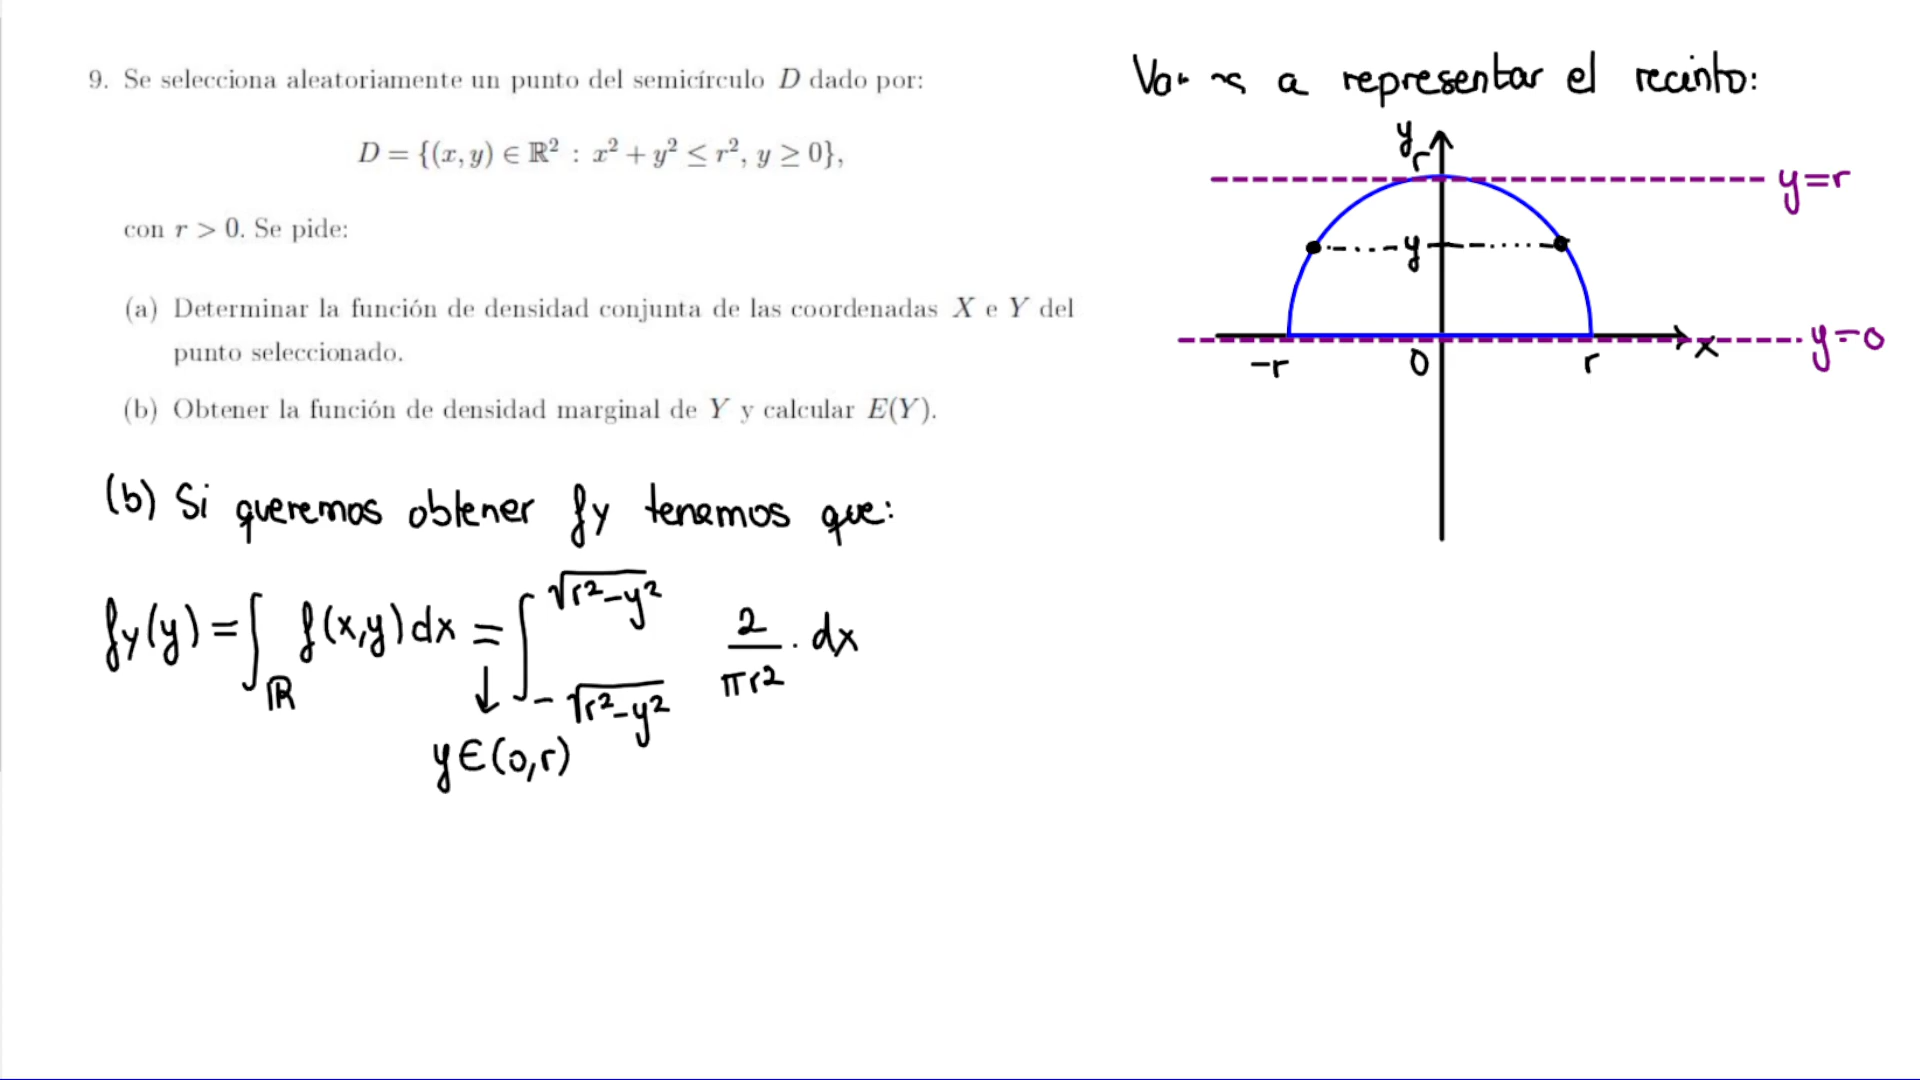 9. Se selecciona aleatoriamente un punto del semicírculo D dado por:
D = {(x, y) ∈ ℝ² : x² + y² ≤ r², y ≥ 0},
con r > 0. Se pide:
(a) Determinar la función de densidad conjunta de las coordenadas X e Y del
punto seleccionado.
(b) Obtener la función de densidad marginal de Y y calcular E(Y).
(b) Si queremos obtener fy tenemos que:
fy(y) = ∫_ℝ f(x,y) dx = ∫_{-√(r²-y²)}^{√(r²-y²)} 2/(πr²) · dx
↓
y∈(0,r)
a representar el recinto:
y
r
y=r
y
y=0
x
-r 0 r